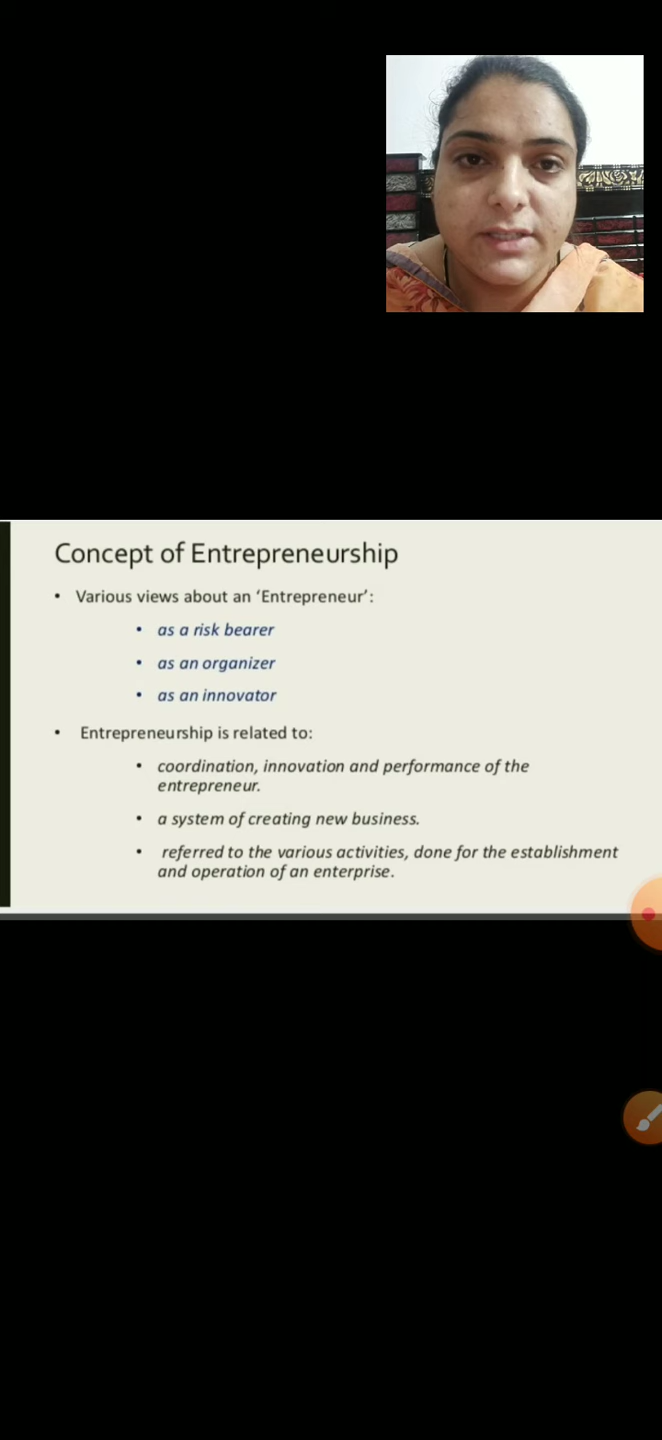 Concept of Entrepreneurship
• Various views about an ‘Entrepreneur’:
• as a risk bearer
• as an organizer
• as an innovator
• Entrepreneurship is related to:
• coordination, innovation and performance of the
entrepreneur.
• a system of creating new business.
• referred to the various activities, done for the establishment
and operation of an enterprise.